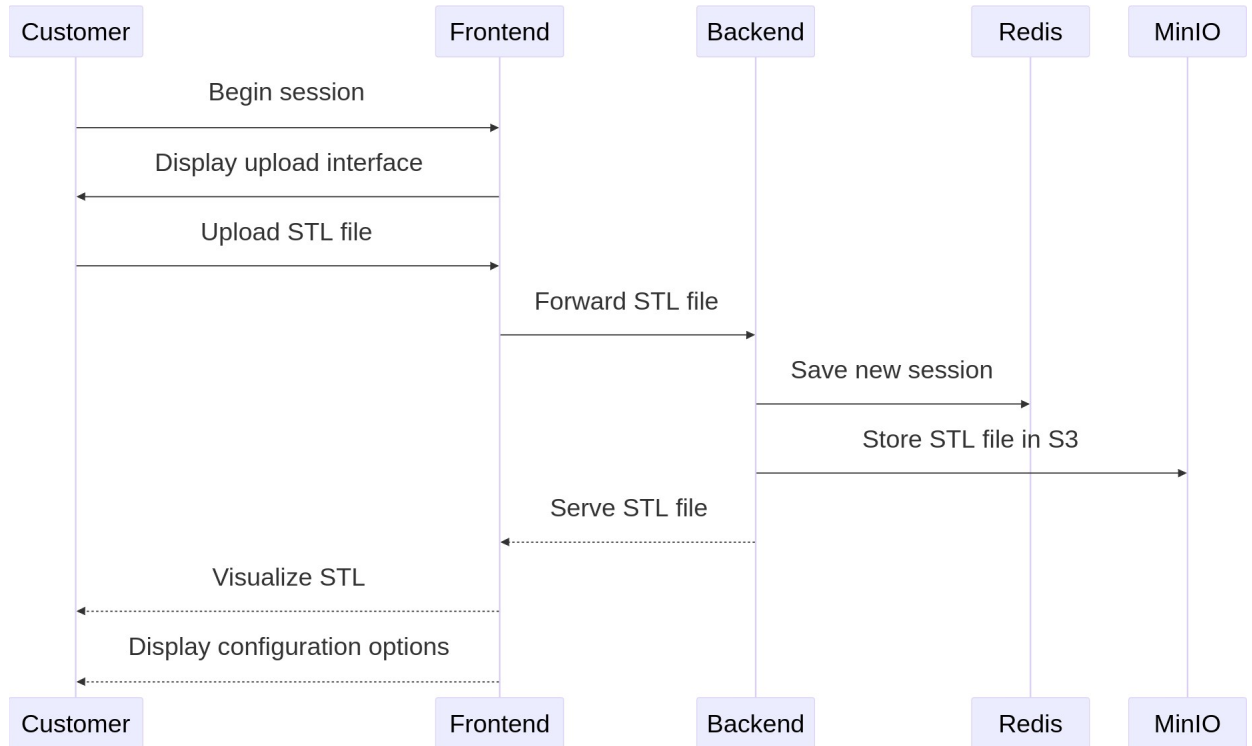 Customer
Frontend
Backend
Redis
MinIO
Begin session
Display upload interface
Upload STL file
Forward STL file
Save new session
Store STL file in S3
Serve STL file
Visualize STL
Display configuration options
Customer
Frontend
Backend
Redis
MinIO